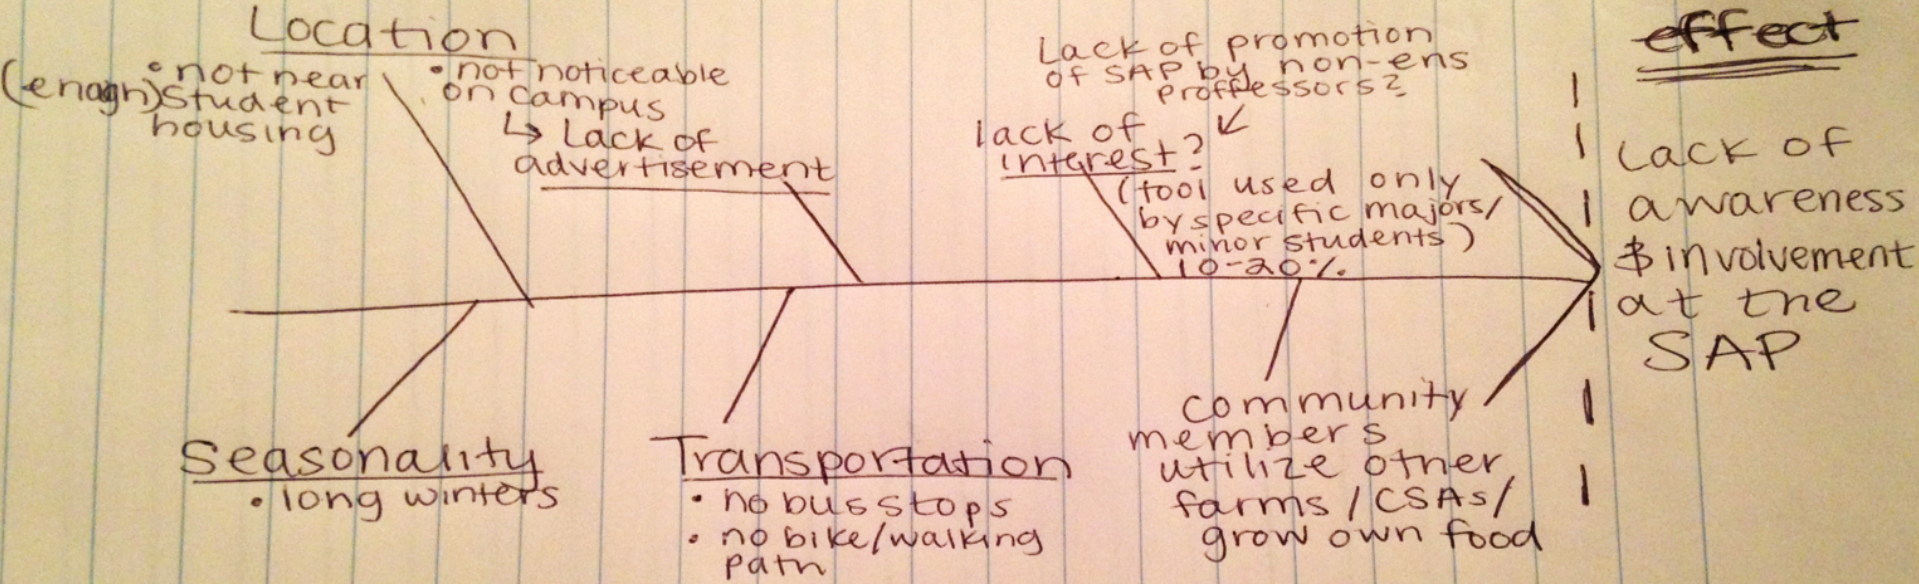 Location
• not near
(enogh) student
housing
• not noticeable
on campus
↳ Lack of
advertisement
Lack of promotion
of SAP by non-ens
proffessors?
↙
lack of
interest?
(tool used only
by specific majors/
minor students)
10-20%
effect
Lack of
awareness
& involvement
at the
SAP
Seasonality
• long winters
Transportation
• no bus stops
• no bike/walking
path
community
members
utilize other
farms/CSAs/
grow own food